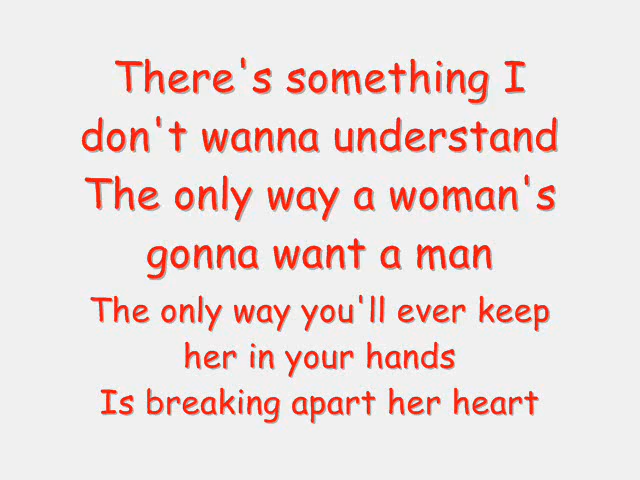 There's something I
don't wanna understand
The only way a woman's
gonna want a man
The only way you'll ever keep
her in your hands
Is breaking apart her heart